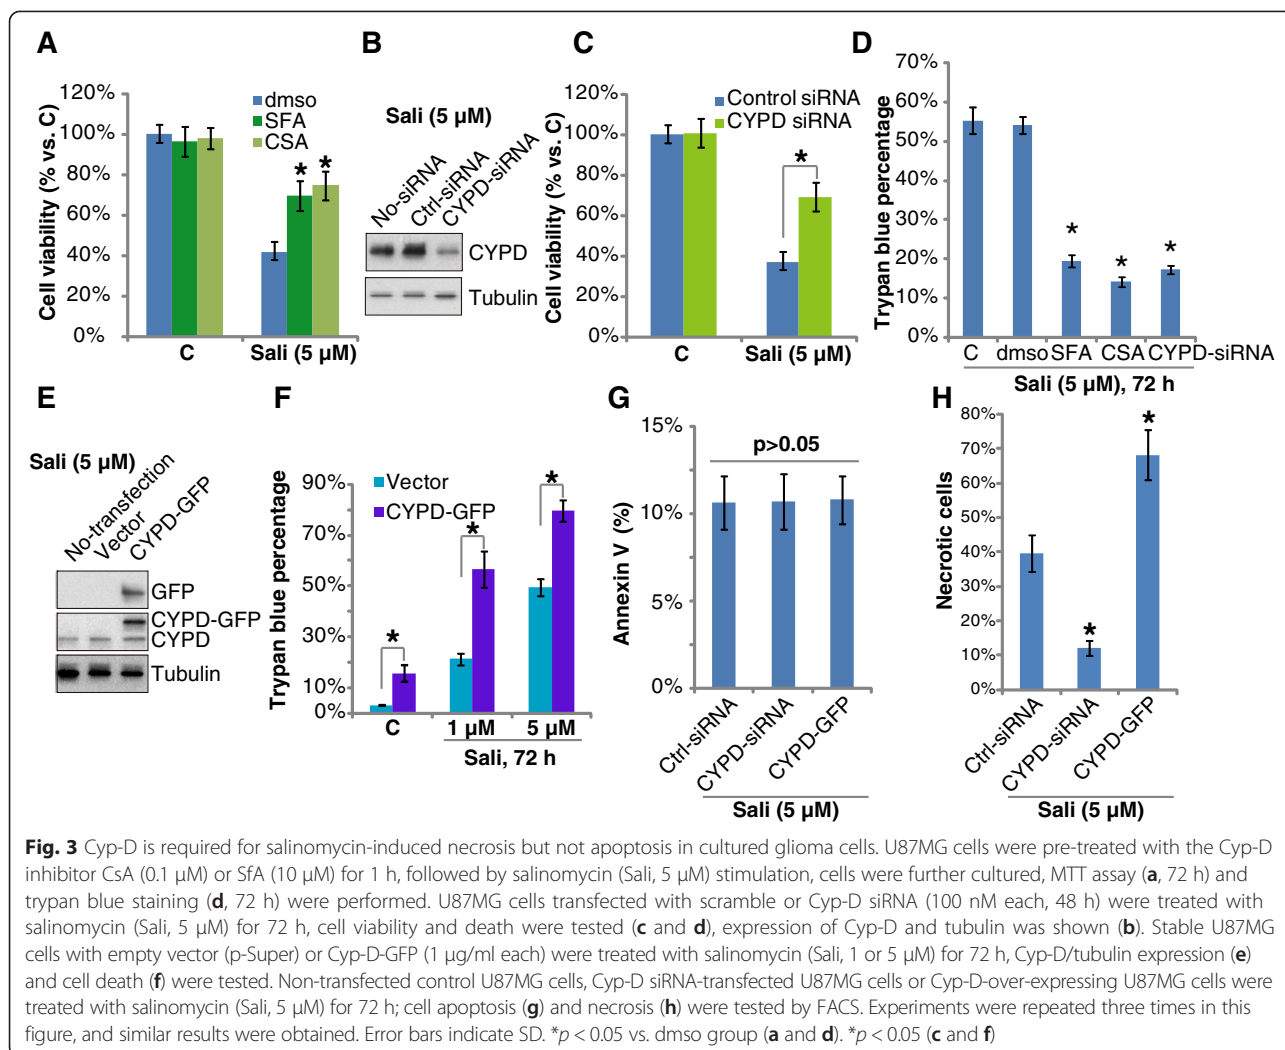 A
dmso
SFA
CSA
Cell viability (% vs. C)
120%
100%
80%
60%
40%
20%
0%
* *
C
Sali (5 µM)
B
Sali (5 µM)
No-siRNA
Ctrl-siRNA
CYPD-siRNA
CYPD
Tubulin
C
Control siRNA
CYPD siRNA
Cell viability (% vs. C)
120%
100%
80%
60%
40%
20%
0%
*
C
Sali (5 µM)
D
Trypan blue percentage
70%
60%
50%
40%
30%
20%
10%
0%
* * *
C dmso SFA CSA CYPD-siRNA
Sali (5 µM), 72 h
E
Sali (5 µM)
No-transfection
Vector
CYPD-GFP
GFP
CYPD-GFP
CYPD
Tubulin
F
Vector
CYPD-GFP
Trypan blue percentage
90%
70%
50%
30%
10%
0%
* * *
C 1 µM 5 µM
Sali, 72 h
G
Annexin V (%)
15%
10%
5%
0%
p>0.05
Ctrl-siRNA
CYPD-siRNA
CYPD-GFP
Sali (5 µM)
H
Necrotic cells
80%
70%
60%
50%
40%
30%
20%
10%
0%
* *
Ctrl-siRNA
CYPD-siRNA
CYPD-GFP
Sali (5 µM)
Fig. 3 Cyp-D is required for salinomycin-induced necrosis but not apoptosis in cultured glioma cells. U87MG cells were pre-treated with the Cyp-D
inhibitor CsA (0.1 µM) or SfA (10 µM) for 1 h, followed by salinomycin (Sali, 5 µM) stimulation, cells were further cultured, MTT assay (a, 72 h) and
trypan blue staining (d, 72 h) were performed. U87MG cells transfected with scramble or Cyp-D siRNA (100 nM each, 48 h) were treated with
salinomycin (Sali, 5 µM) for 72 h, cell viability and death were tested (c and d), expression of Cyp-D and tubulin was shown (b). Stable U87MG
cells with empty vector (p-Super) or Cyp-D-GFP (1 µg/ml each) were treated with salinomycin (Sali, 1 or 5 µM) for 72 h, Cyp-D/tubulin expression (e)
and cell death (f) were tested. Non-transfected control U87MG cells, Cyp-D siRNA-transfected U87MG cells or Cyp-D-over-expressing U87MG cells were
treated with salinomycin (Sali, 5 µM) for 72 h; cell apoptosis (g) and necrosis (h) were tested by FACS. Experiments were repeated three times in this
figure, and similar results were obtained. Error bars indicate SD. *p < 0.05 vs. dmso group (a and d). *p < 0.05 (c and f)